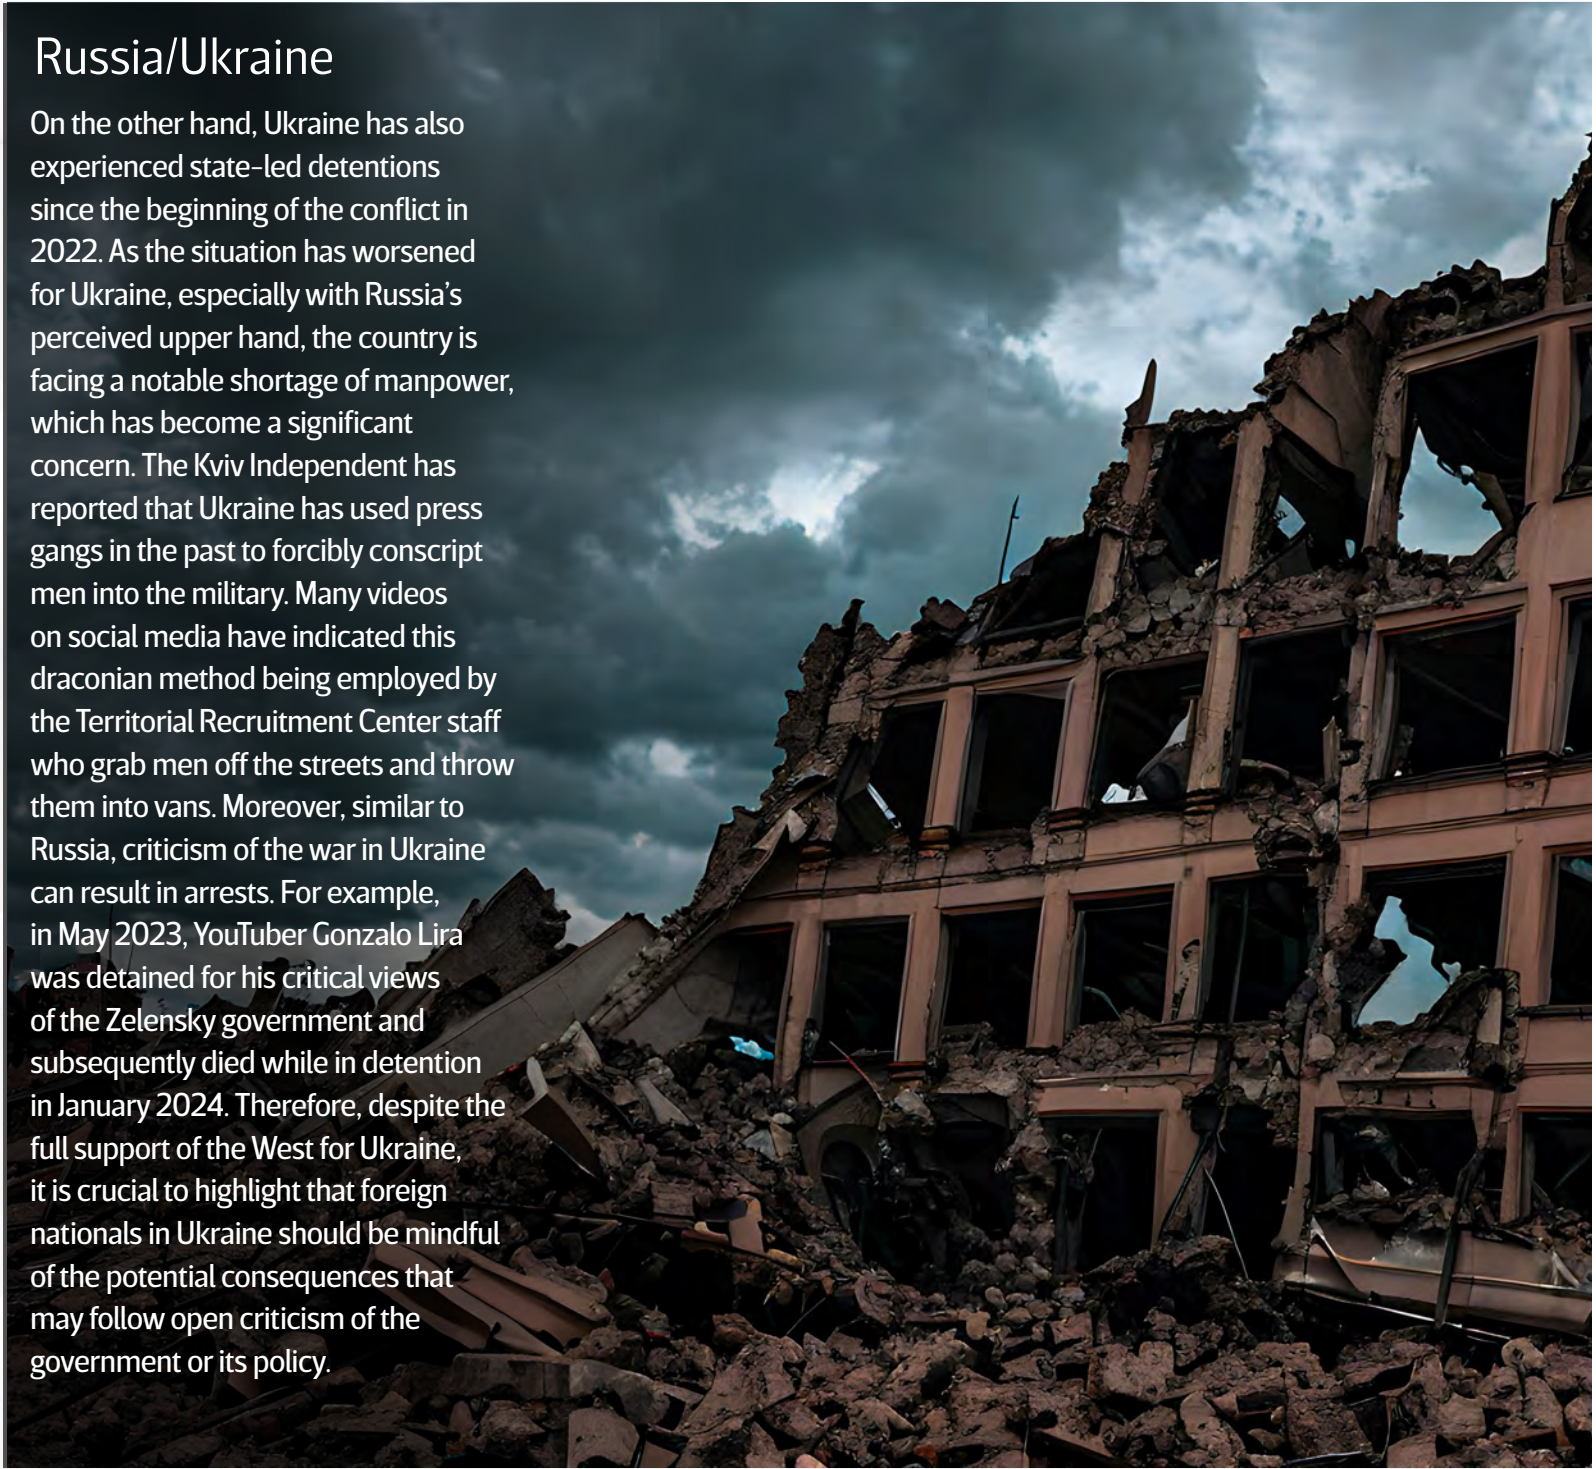 Russia/Ukraine
On the other hand, Ukraine has also
experienced state-led detentions
since the beginning of the conflict in
2022. As the situation has worsened
for Ukraine, especially with Russia's
perceived upper hand, the country is
facing a notable shortage of manpower,
which has become a significant
concern. The Kviv Independent has
reported that Ukraine has used press
gangs in the past to forcibly conscript
men into the military. Many videos
on social media have indicated this
draconian method being employed by
the Territorial Recruitment Center staff
who grab men off the streets and throw
them into vans. Moreover, similar to
Russia, criticism of the war in Ukraine
can result in arrests. For example,
in May 2023, YouTuber Gonzalo Lira
was detained for his critical views
of the Zelensky government and
subsequently died while in detention
in January 2024. Therefore, despite the
full support of the West for Ukraine,
it is crucial to highlight that foreign
nationals in Ukraine should be mindful
of the potential consequences that
may follow open criticism of the
government or its policy.